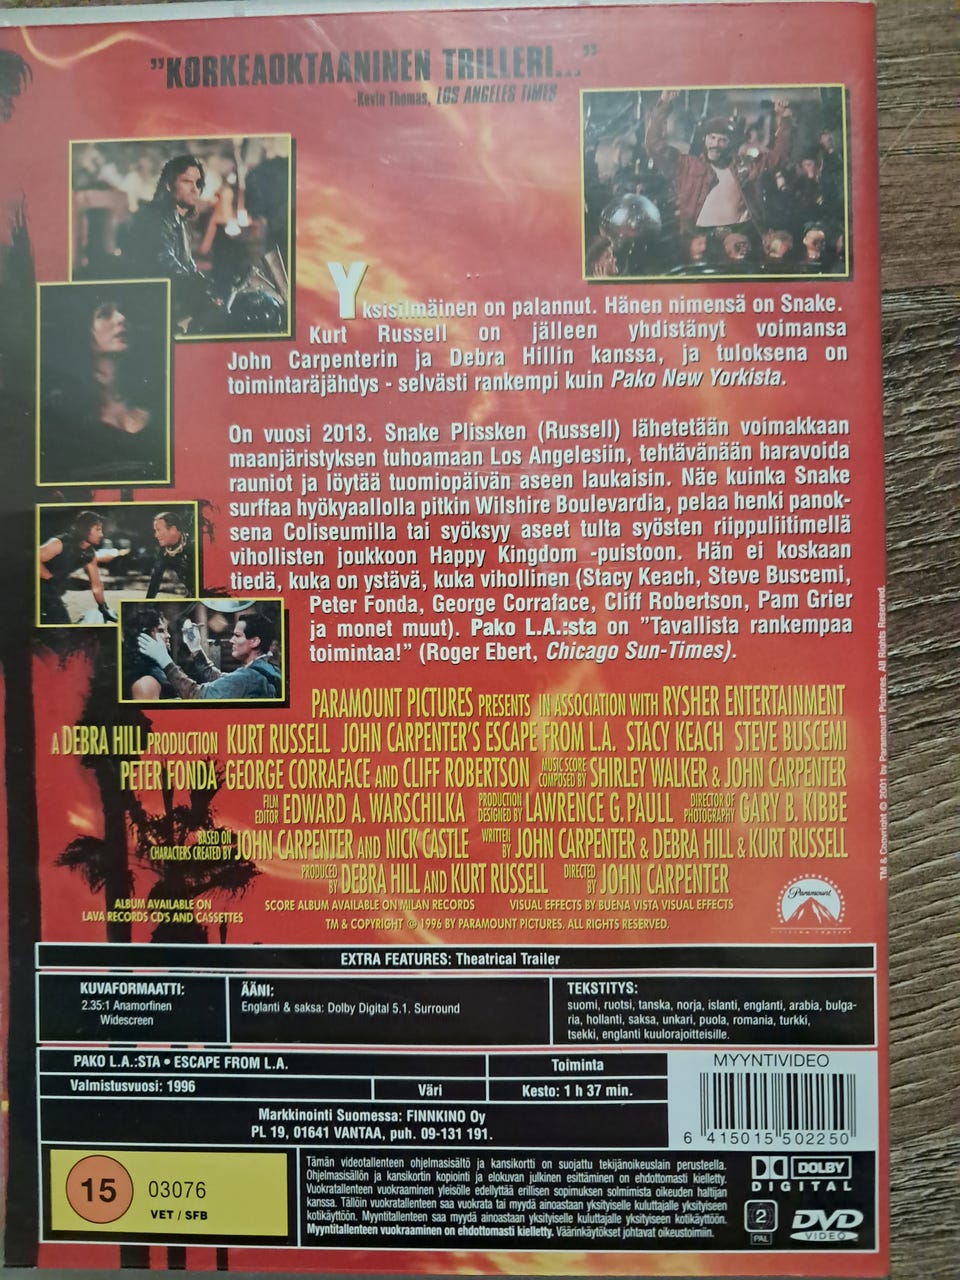 "KORKEAOKTAANINEN TRILLERI..."
-Kevin Thomas, LOS ANGELES TIMES
Yksisilmäinen on palannut. Hänen nimensä on Snake.
Kurt Russell on jälleen yhdistänyt voimansa
John Carpenterin ja Debra Hillin kanssa, ja tuloksena on
toimintaräjähdys - selvästi rankempi kuin Pako New Yorkista.
On vuosi 2013. Snake Plissken (Russell) lähetetään voimakkaan
maanjäristyksen tuhoamaan Los Angelesiin, tehtävänään haravoida
rauniot ja löytää tuomiopäivän aseen laukaisin. Näe kuinka Snake
surffaa hyökyaallolla pitkin Wilshire Boulevardia, pelaa henki panok-
sena Coliseumilla tai syöksyy aseet tulta syösten riippuliitimellä
vihollisten joukkoon Happy Kingdom -puistoon. Hän ei koskaan
tiedä, kuka on ystävä, kuka vihollinen (Stacy Keach, Steve Buscemi,
Peter Fonda, George Corraface, Cliff Robertson, Pam Grier
ja monet muut). Pako L.A.:sta on "Tavallista rankempaa
toimintaa!" (Roger Ebert, Chicago Sun-Times).
PARAMOUNT PICTURES PRESENTS IN ASSOCIATION WITH RYSHER ENTERTAINMENT
A DEBRA HILL PRODUCTION KURT RUSSELL JOHN CARPENTER'S ESCAPE FROM L.A. STACY KEACH STEVE BUSCEMI
PETER FONDA GEORGE CORRAFACE AND CLIFF ROBERTSON MUSIC SCORE COMPOSED BY SHIRLEY WALKER & JOHN CARPENTER
FILM EDITOR EDWARD A. WARSCHILKA PRODUCTION DESIGNED BY LAWRENCE G. PAULL DIRECTOR OF PHOTOGRAPHY GARY B. KIBBE
BASED ON CHARACTERS CREATED BY JOHN CARPENTER AND NICK CASTLE WRITTEN BY JOHN CARPENTER & DEBRA HILL & KURT RUSSELL
PRODUCED BY DEBRA HILL AND KURT RUSSELL DIRECTED BY JOHN CARPENTER
ALBUM AVAILABLE ON
LAVA RECORDS CD'S AND CASSETTES
SCORE ALBUM AVAILABLE ON MILAN RECORDS
VISUAL EFFECTS BY BUENA VISTA VISUAL EFFECTS
TM & COPYRIGHT © 1996 BY PARAMOUNT PICTURES. ALL RIGHTS RESERVED.
Paramount
TM & Copyright © 2001 by Paramount Pictures. All Rights Reserved.
EXTRA FEATURES: Theatrical Trailer
KUVAFORMAATTI:
2.35:1 Anamorfinen
Widescreen
ÄÄNI:
Englanti & saksa: Dolby Digital 5.1. Surround
TEKSTITYS:
suomi, ruotsi, tanska, norja, islanti, englanti, arabia, bulga-
ria, hollanti, saksa, unkari, puola, romania, turkki,
tsekki, englanti kuulorajoitteisille.
PAKO L.A.:STA • ESCAPE FROM L.A.
Toiminta
Valmistusvuosi: 1996
Väri
Kesto: 1 h 37 min.
Markkinointi Suomessa: FINNKINO Oy
PL 19, 01641 VANTAA, puh. 09-131 191.
MYYNTIVIDEO
6 415015 502250
15
03076
VET / SFB
Tämän videotallenteen ohjelmasisältö ja kansikortti on suojattu tekijänoikeuslain perusteella.
Ohjelmasisällön ja kansikortin kopiointi ja elokuvan julkinen esittäminen on ehdottomasti kielletty.
Vuokratallenteen vuokraaminen yleisölle edellyttää erillisen sopimuksen solmimista oikeuden haltijan
kanssa. Tällöin vuokratallenteen saa vuokrata tai myydä ainoastaan yksityiselle kuluttajalle yksityiseen
kotikäyttöön. Myyntitallenteen saa myydä ainoastaan yksityiselle kuluttajalle yksityiseen kotikäyttöön.
Myyntitallenteen vuokraaminen on ehdottomasti kielletty. Väärinkäytökset johtavat oikeustoimiin.
DOLBY
DIGITAL
2
PAL
DVD
VIDEO